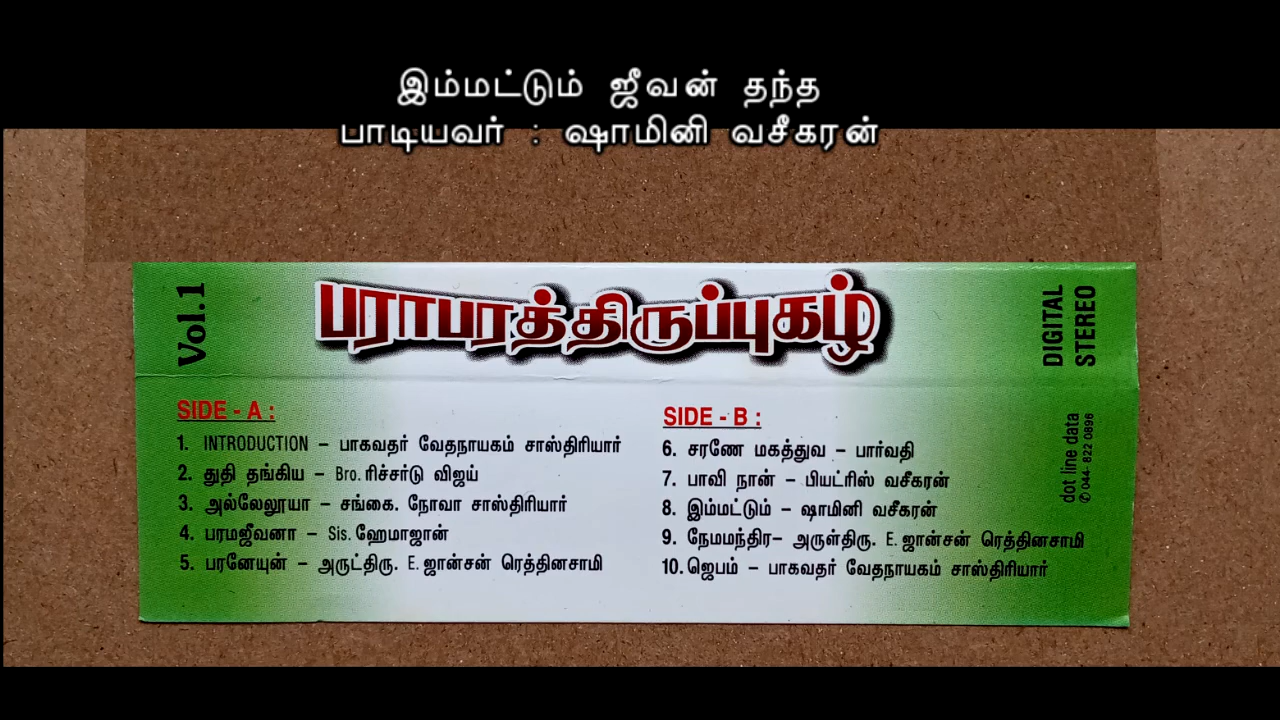 இம்மட்டும் ஜீவன் தந்த
பாடியவர் : ஷாமினி வசீகரன்
Vol.1
பராபரத்திருப்புகழ்
DIGITAL
STEREO
SIDE - A :
1. INTRODUCTION – பாகவதர் வேதநாயகம் சாஸ்திரியார்
2. துதி தங்கிய – Bro. ரிச்சர்டு விஜய்
3. அல்லேலூயா – சங்கை. நோவா சாஸ்திரியார்
4. பரமஜீவனா – Sis. ஹேமாஜான்
5. பரனேயுன் – அருட்திரு. E. ஜான்சன் ரெத்தினசாமி
SIDE - B :
6. சரணே மகத்துவ – பார்வதி
7. பாவி நான் – பியட்ரிஸ் வசீகரன்
8. இம்மட்டும் – ஷாமினி வசீகரன்
9. நேமமந்திர– அருள்திரு. E. ஜான்சன் ரெத்தினசாமி
10. ஜெபம் – பாகவதர் வேதநாயகம் சாஸ்திரியார்
dot line data
✆ 044- 822 0896